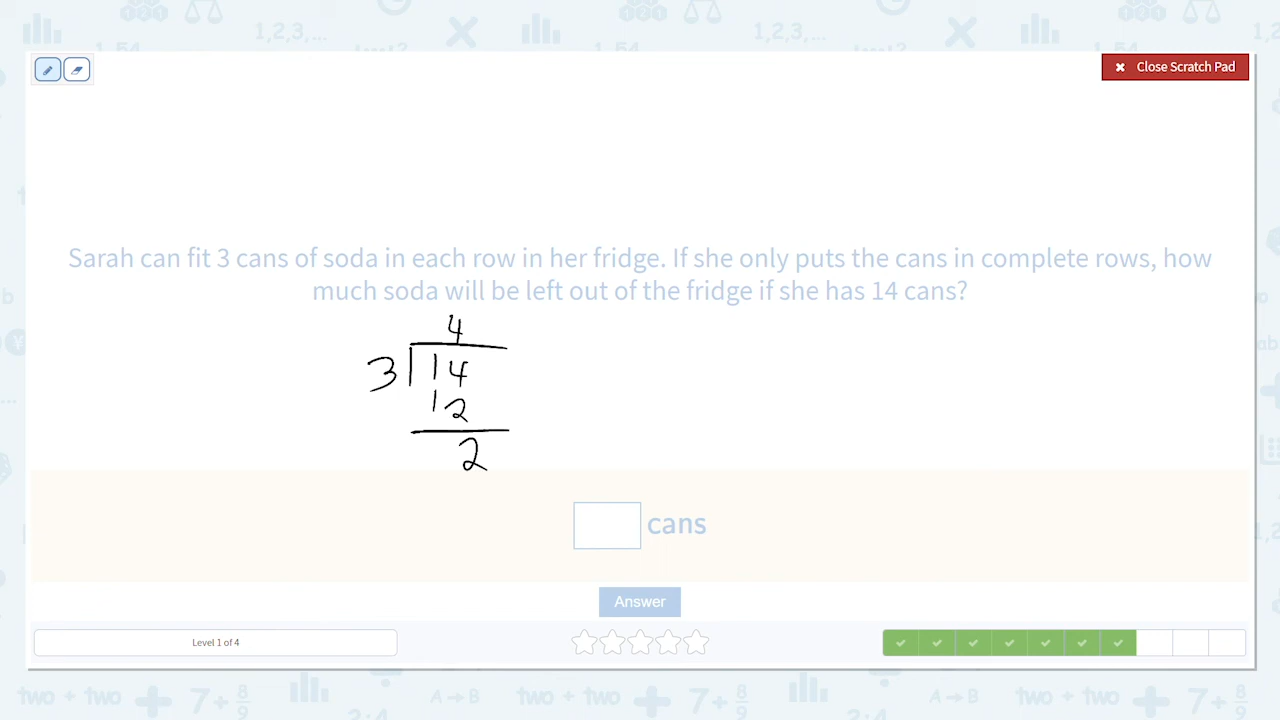 Close Scratch Pad
Sarah can fit 3 cans of soda in each row in her fridge. If she only puts the cans in complete rows, how
much soda will be left out of the fridge if she has 14 cans?
4
3 14
12
2
cans
Answer
Level 1 of 4